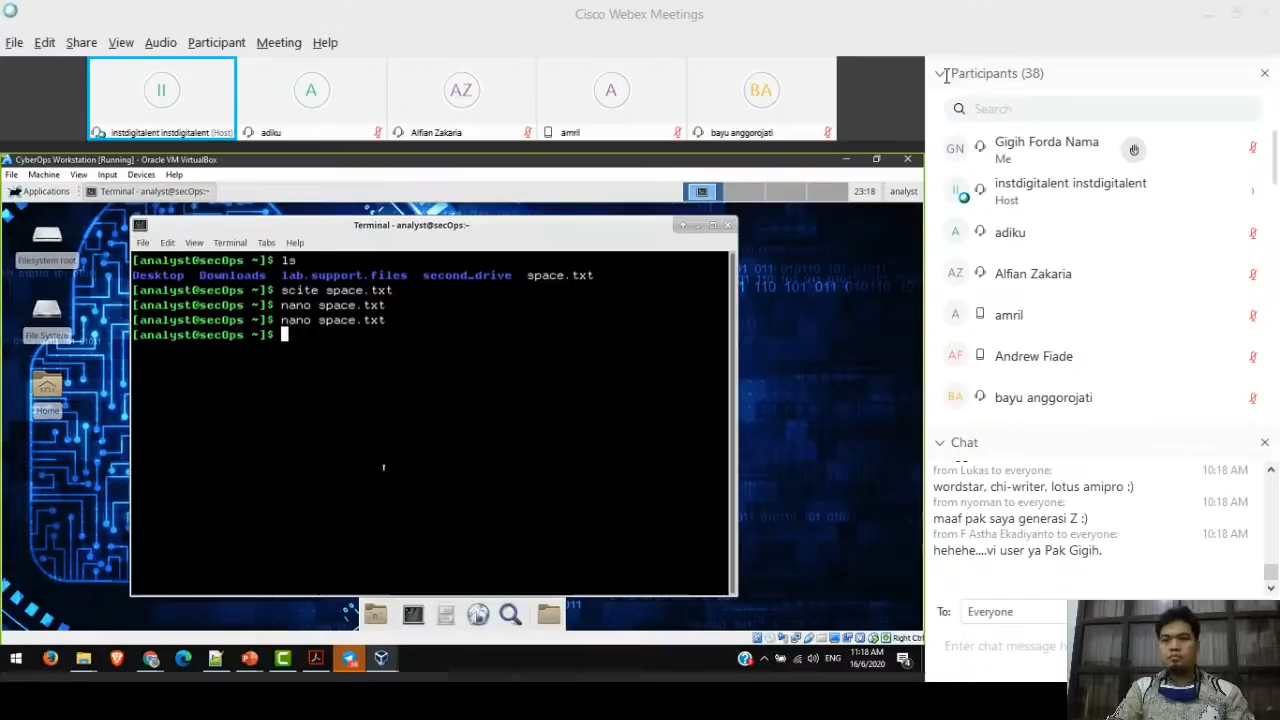 Cisco Webex Meetings
File Edit Share View Audio Participant Meeting Help
II A AZ A BA
instdigitalent instdigitalent (Host) adiku Alfian Zakaria amril bayu anggorojati
CyberOps Workstation [Running] - Oracle VM VirtualBox
File Machine View Input Devices Help
Applications Terminal - analyst@secOps:~ 23:18 analyst
Terminal - analyst@secOps:~
File Edit View Terminal Tabs Help
[analyst@secOps ~]$ ls
Desktop Downloads lab.support.files second_drive space.txt
[analyst@secOps ~]$ scite space.txt
[analyst@secOps ~]$ nano space.txt
[analyst@secOps ~]$ nano space.txt
[analyst@secOps ~]$
Filesystem root
File System
Home
Right Ctrl
ENG
11:18 AM
16/6/2020
4
Participants (38)
Search
GN Gigih Forda Nama
Me
II instdigitalent instdigitalent
Host
A adiku
AZ Alfian Zakaria
A amril
AF Andrew Fiade
BA bayu anggorojati
Chat
from Lukas to everyone: 10:18 AM
wordstar, chi-writer, lotus amipro :)
from nyoman to everyone: 10:18 AM
maaf pak saya generasi Z :)
from F Astha Ekadiyanto to everyone: 10:18 AM
hehehe....vi user ya Pak Gigih.
To: Everyone
Enter chat message h